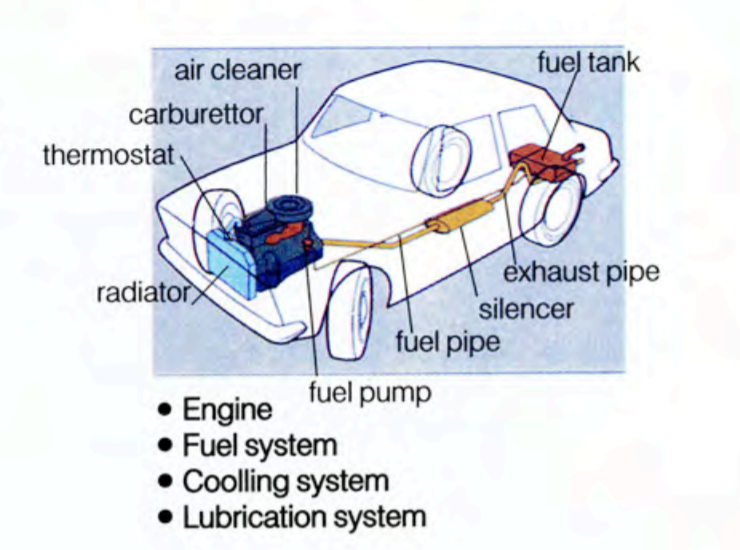 fuel tank
air cleaner
carburettor
thermostat
radiator
exhaust pipe
silencer
fuel pipe
fuel pump
• Engine
• Fuel system
• Coolling system
• Lubrication system